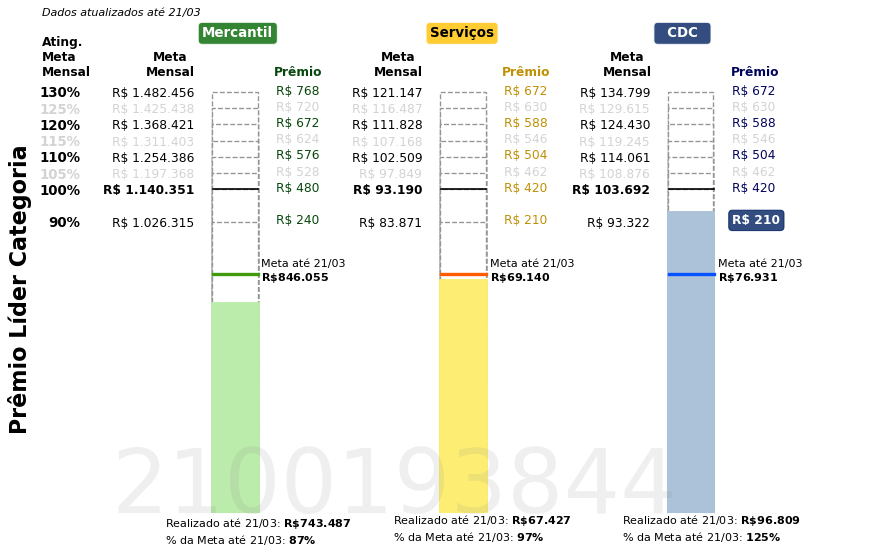 Dados atualizados até 21/03
Mercantil
Serviços
CDC
Ating. Meta Mensal
Meta Mensal
Prêmio
Meta Mensal
Prêmio
Meta Mensal
Prêmio
130% R$ 1.482.456 R$ 768 R$ 121.147 R$ 672 R$ 134.799 R$ 672
125% R$ 1.425.438 R$ 720 R$ 116.487 R$ 630 R$ 129.615 R$ 630
120% R$ 1.368.421 R$ 672 R$ 111.828 R$ 588 R$ 124.430 R$ 588
115% R$ 1.311.403 R$ 624 R$ 107.168 R$ 546 R$ 119.245 R$ 546
110% R$ 1.254.386 R$ 576 R$ 102.509 R$ 504 R$ 114.061 R$ 504
105% R$ 1.197.368 R$ 528 R$ 97.849 R$ 462 R$ 108.876 R$ 462
100% R$ 1.140.351 R$ 480 R$ 93.190 R$ 420 R$ 103.692 R$ 420
90% R$ 1.026.315 R$ 240 R$ 83.871 R$ 210 R$ 93.322 R$ 210
Meta até 21/03
R$846.055
Meta até 21/03
R$69.140
Meta até 21/03
R$76.931
Prêmio Líder Categoria
2100193844
Realizado até 21/03: R$743.487
% da Meta até 21/03: 87%
Realizado até 21/03: R$67.427
% da Meta até 21/03: 97%
Realizado até 21/03: R$96.809
% da Meta até 21/03: 125%